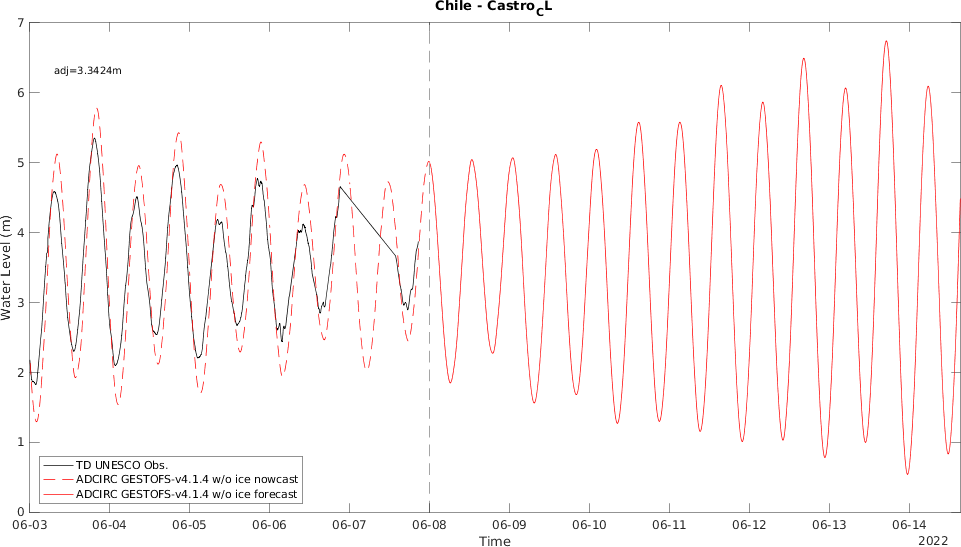 Chile - Castro_CL
adj=3.3424m
7
6
5
4
3
2
1
0
Water Level (m)
TD UNESCO Obs.
ADCIRC GESTOFS-v4.1.4 w/o ice nowcast
ADCIRC GESTOFS-v4.1.4 w/o ice forecast
06-03 06-04 06-05 06-06 06-07 06-08 06-09 06-10 06-11 06-12 06-13 06-14
Time
2022